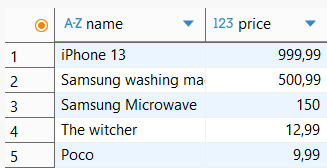 A-Z name 123 price
1 iPhone 13 999,99
2 Samsung washing ma 500,99
3 Samsung Microwave 150
4 The witcher 12,99
5 Poco 9,99